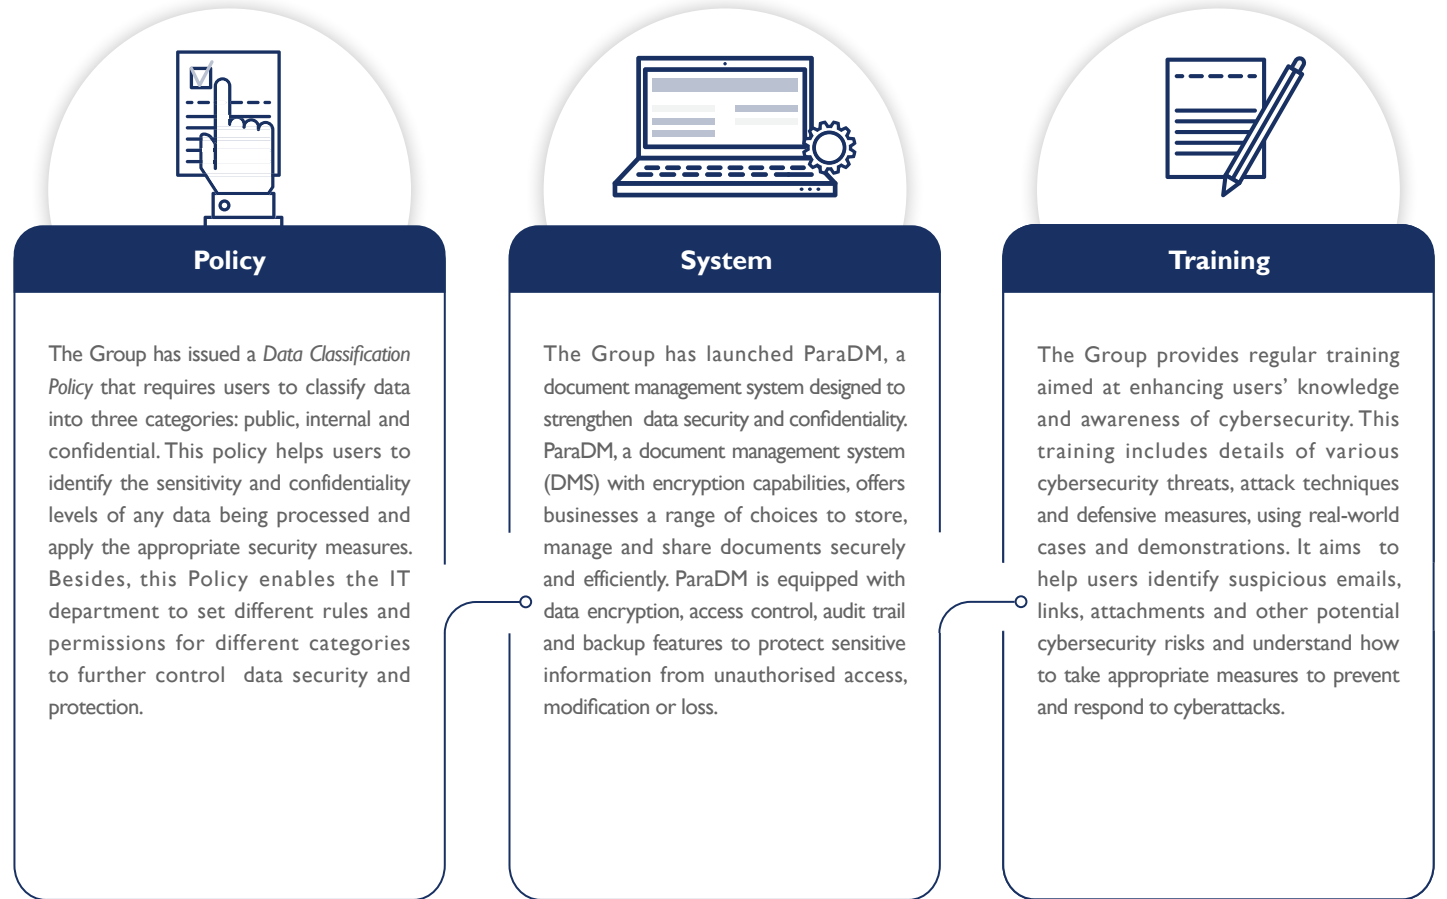 Policy
The Group has issued a Data Classification
Policy that requires users to classify data
into three categories: public, internal and
confidential. This policy helps users to
identify the sensitivity and confidentiality
levels of any data being processed and
apply the appropriate security measures.
Besides, this Policy enables the IT
department to set different rules and
permissions for different categories
to further control data security and
protection.
System
The Group has launched ParaDM, a
document management system designed to
strengthen data security and confidentiality.
ParaDM, a document management system
(DMS) with encryption capabilities, offers
businesses a range of choices to store,
manage and share documents securely
and efficiently. ParaDM is equipped with
data encryption, access control, audit trail
and backup features to protect sensitive
information from unauthorised access,
modification or loss.
Training
The Group provides regular training
aimed at enhancing users’ knowledge
and awareness of cybersecurity. This
training includes details of various
cybersecurity threats, attack techniques
and defensive measures, using real-world
cases and demonstrations. It aims to
help users identify suspicious emails,
links, attachments and other potential
cybersecurity risks and understand how
to take appropriate measures to prevent
and respond to cyberattacks.